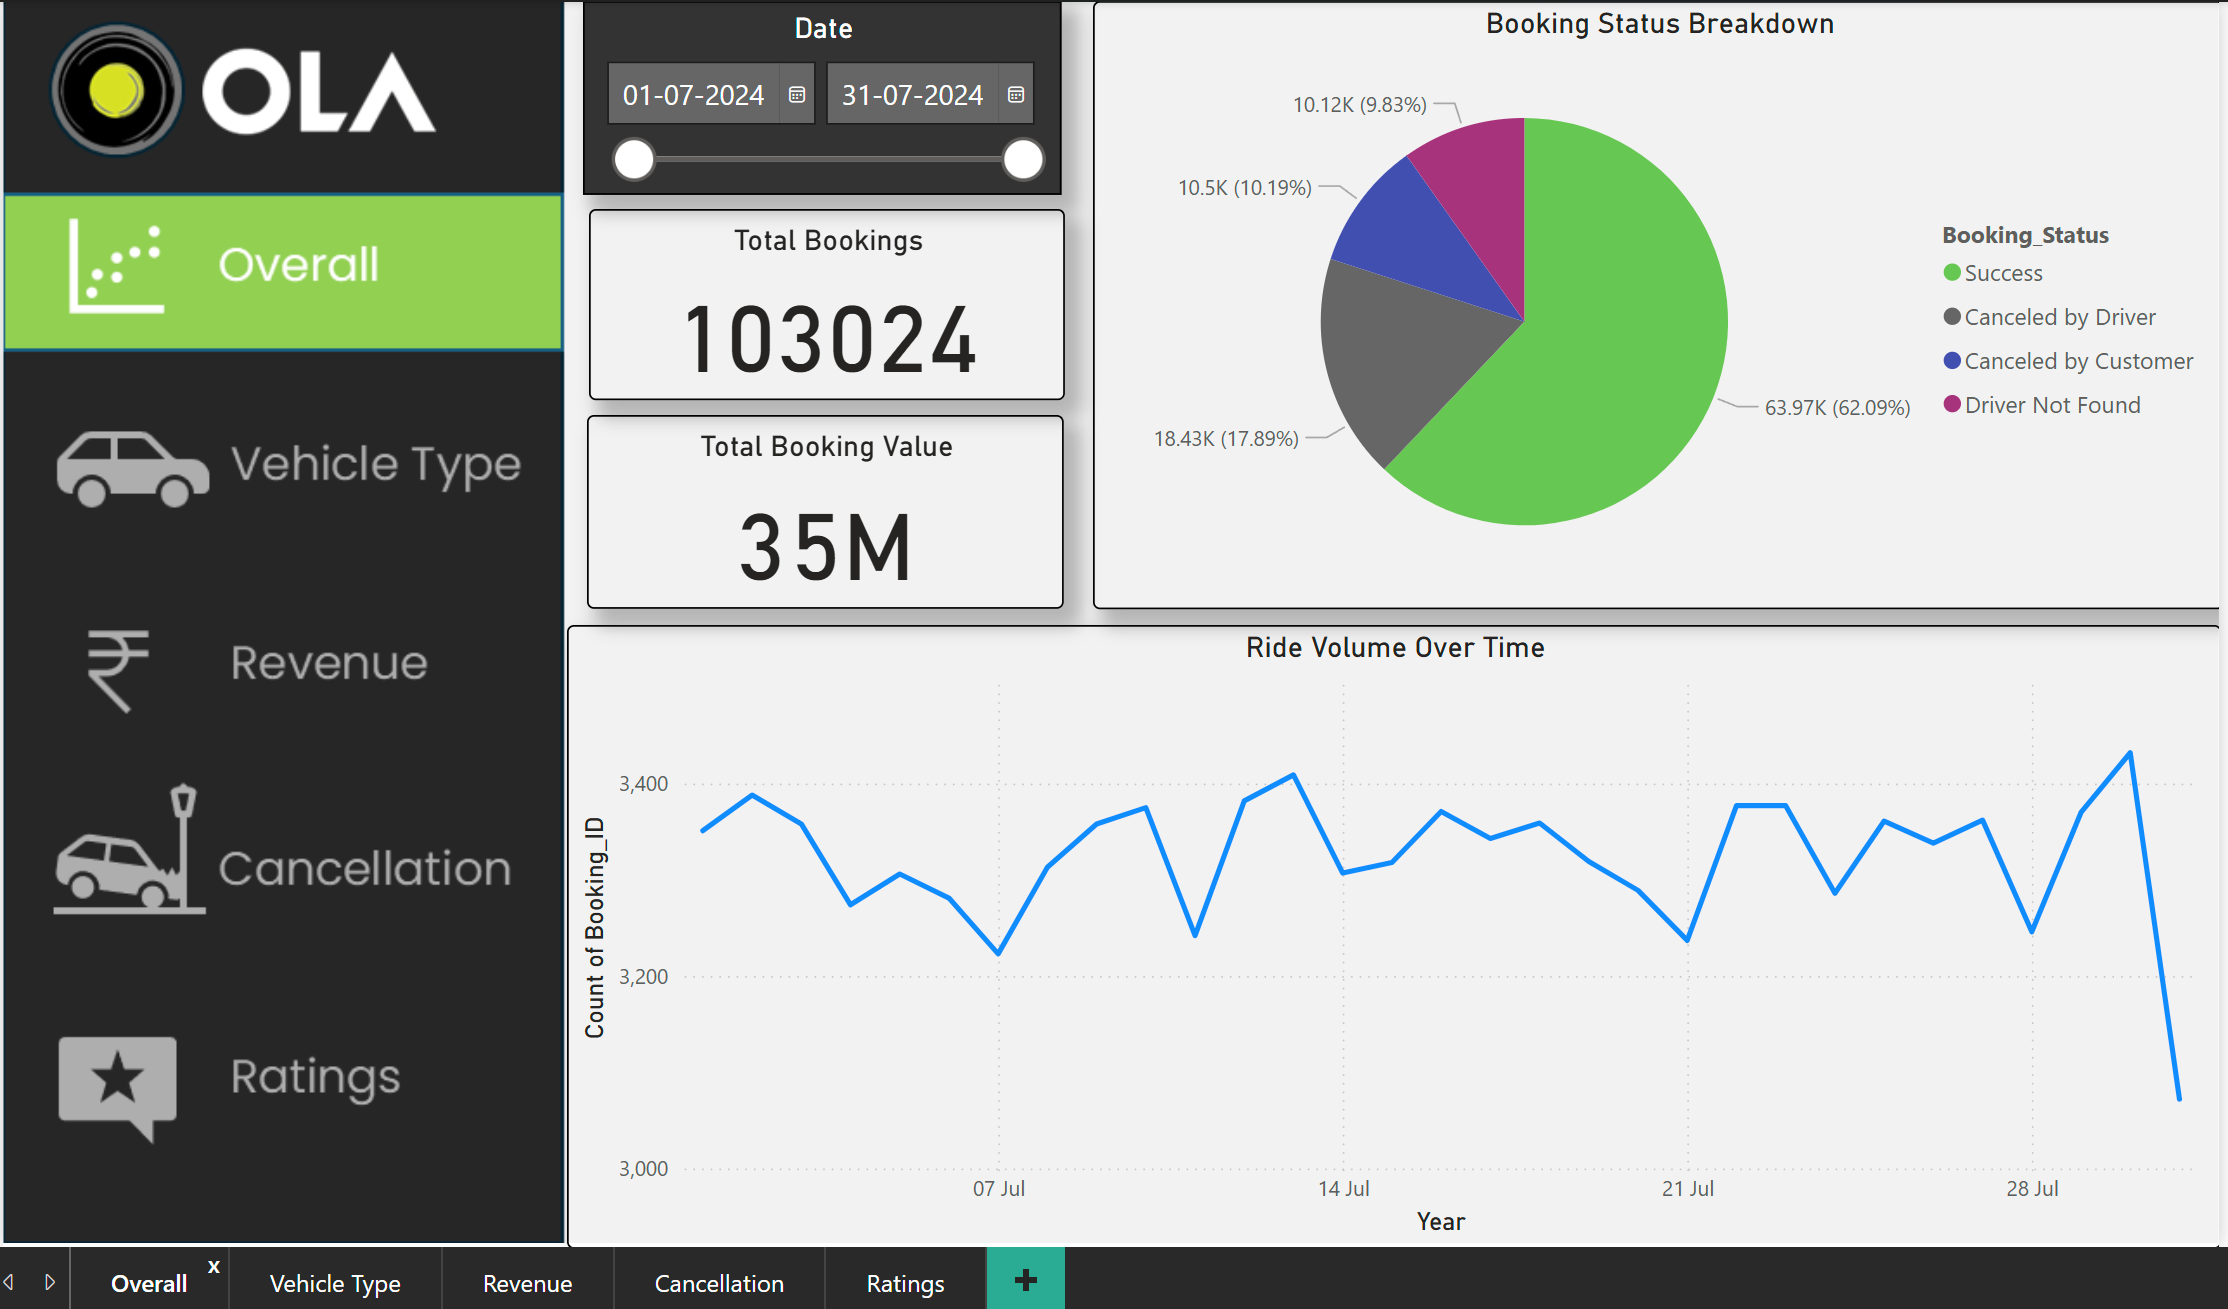 OLA
Overall
Vehicle Type
Revenue
Cancellation
Ratings
Date
01-07-2024
31-07-2024
Total Bookings
103024
Total Booking Value
35M
Booking Status Breakdown
10.12K (9.83%)
10.5K (10.19%)
18.43K (17.89%)
63.97K (62.09%)
Booking_Status
Success
Canceled by Driver
Canceled by Customer
Driver Not Found
Ride Volume Over Time
Count of Booking_ID
3,400
3,200
3,000
07 Jul
14 Jul
21 Jul
28 Jul
Year
Overall
x
Vehicle Type
Revenue
Cancellation
Ratings
+